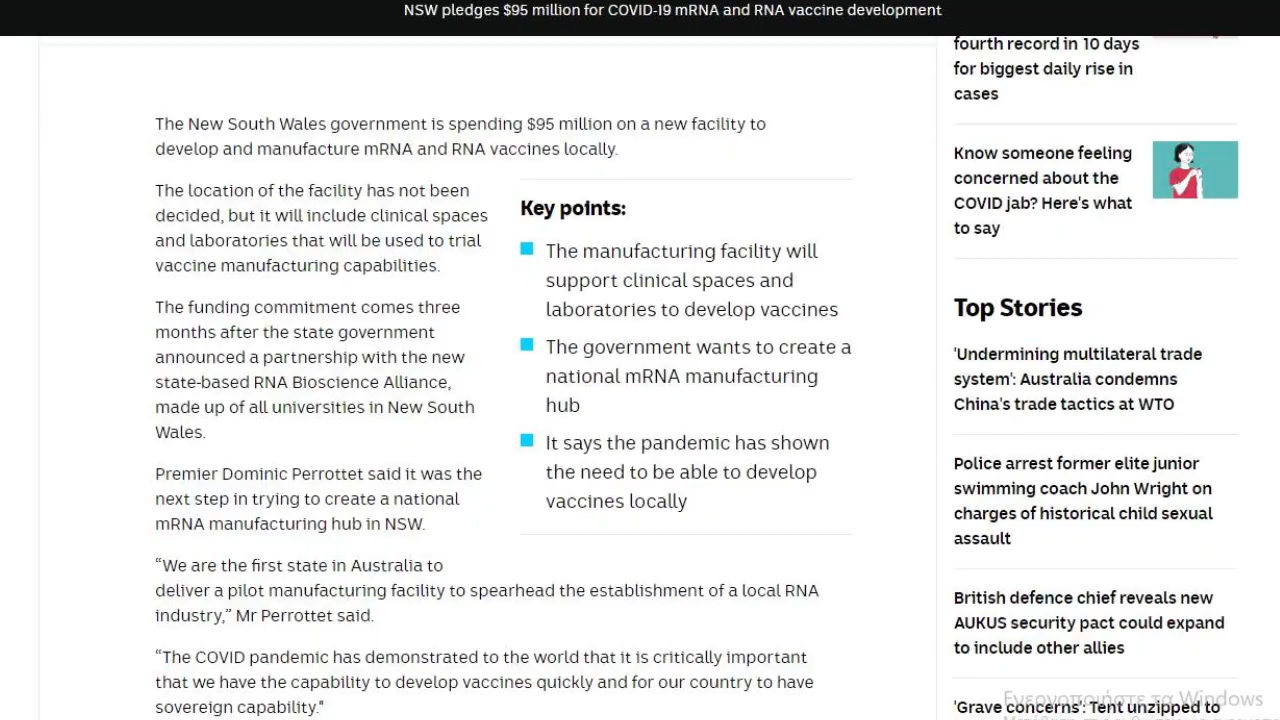 NSW pledges $95 million for COVID-19 mRNA and RNA vaccine development
The New South Wales government is spending $95 million on a new facility to
develop and manufacture mRNA and RNA vaccines locally.
The location of the facility has not been
decided, but it will include clinical spaces
and laboratories that will be used to trial
vaccine manufacturing capabilities.
The funding commitment comes three
months after the state government
announced a partnership with the new
state-based RNA Bioscience Alliance,
made up of all universities in New South
Wales.
Premier Dominic Perrottet said it was the
next step in trying to create a national
mRNA manufacturing hub in NSW.
“We are the first state in Australia to
deliver a pilot manufacturing facility to spearhead the establishment of a local RNA
industry,” Mr Perrottet said.
“The COVID pandemic has demonstrated to the world that it is critically important
that we have the capability to develop vaccines quickly and for our country to have
sovereign capability."
Key points:
The manufacturing facility will
support clinical spaces and
laboratories to develop vaccines
The government wants to create a
national mRNA manufacturing
hub
It says the pandemic has shown
the need to be able to develop
vaccines locally
fourth record in 10 days
for biggest daily rise in
cases
Know someone feeling
concerned about the
COVID jab? Here's what
to say
Top Stories
'Undermining multilateral trade
system': Australia condemns
China's trade tactics at WTO
Police arrest former elite junior
swimming coach John Wright on
charges of historical child sexual
assault
British defence chief reveals new
AUKUS security pact could expand
to include other allies
'Grave concerns': Tent unzipped to
Ενεργοποιήστε τα Windows